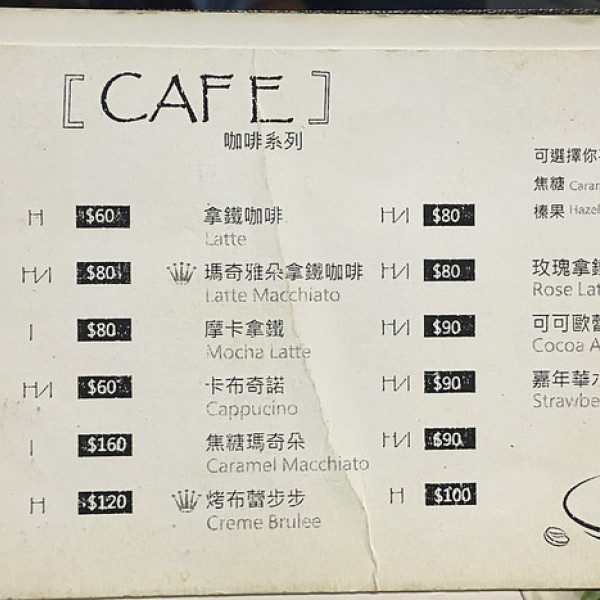 [CAFE]
咖啡系列
H $60
H/I $80
I $80
H/I $60
I $160
H $120
拿鐵咖啡 H/I $80
Latte
瑪奇雅朵拿鐵咖啡 H/I $80
Latte Macchiato
摩卡拿鐵 H/I $90
Mocha Latte
卡布奇諾 H/I $90
Cappucino
焦糖瑪奇朵 H/I $90
Caramel Macchiato
烤布蕾步步 H $100
Creme Brulee
可選擇你
焦糖
榛果
玫瑰拿鐵
Rose
可可歐蕾
Cocoa
嘉年華